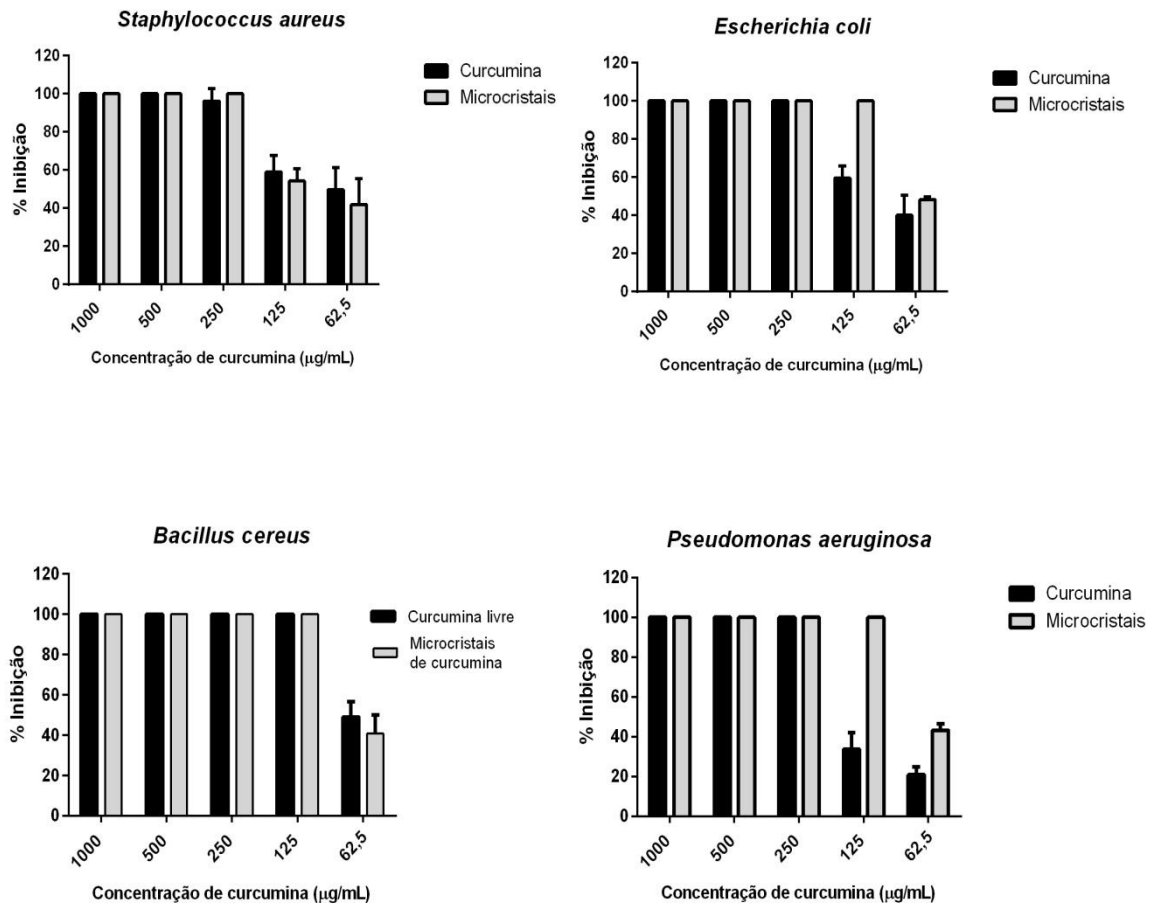 Staphylococcus aureus
120
100
80
60
40
20
0
% Inibição
1000
500
250
125
62,5
Concentração de curcumina (μg/mL)
Curcumina
Microcristais
Escherichia coli
120
100
80
60
40
20
0
% Inibição
1000
500
250
125
62,5
Concentração de curcumina (μg/mL)
Curcumina
Microcristais
Bacillus cereus
120
100
80
60
40
20
0
% Inibição
1000
500
250
125
62,5
Concentração de curcumina (μg/mL)
Curcumina livre
Microcristais
de curcumina
Pseudomonas aeruginosa
120
100
80
60
40
20
0
% Inibição
1000
500
250
125
62,5
Concentração de curcumina (μg/mL)
Curcumina
Microcristais